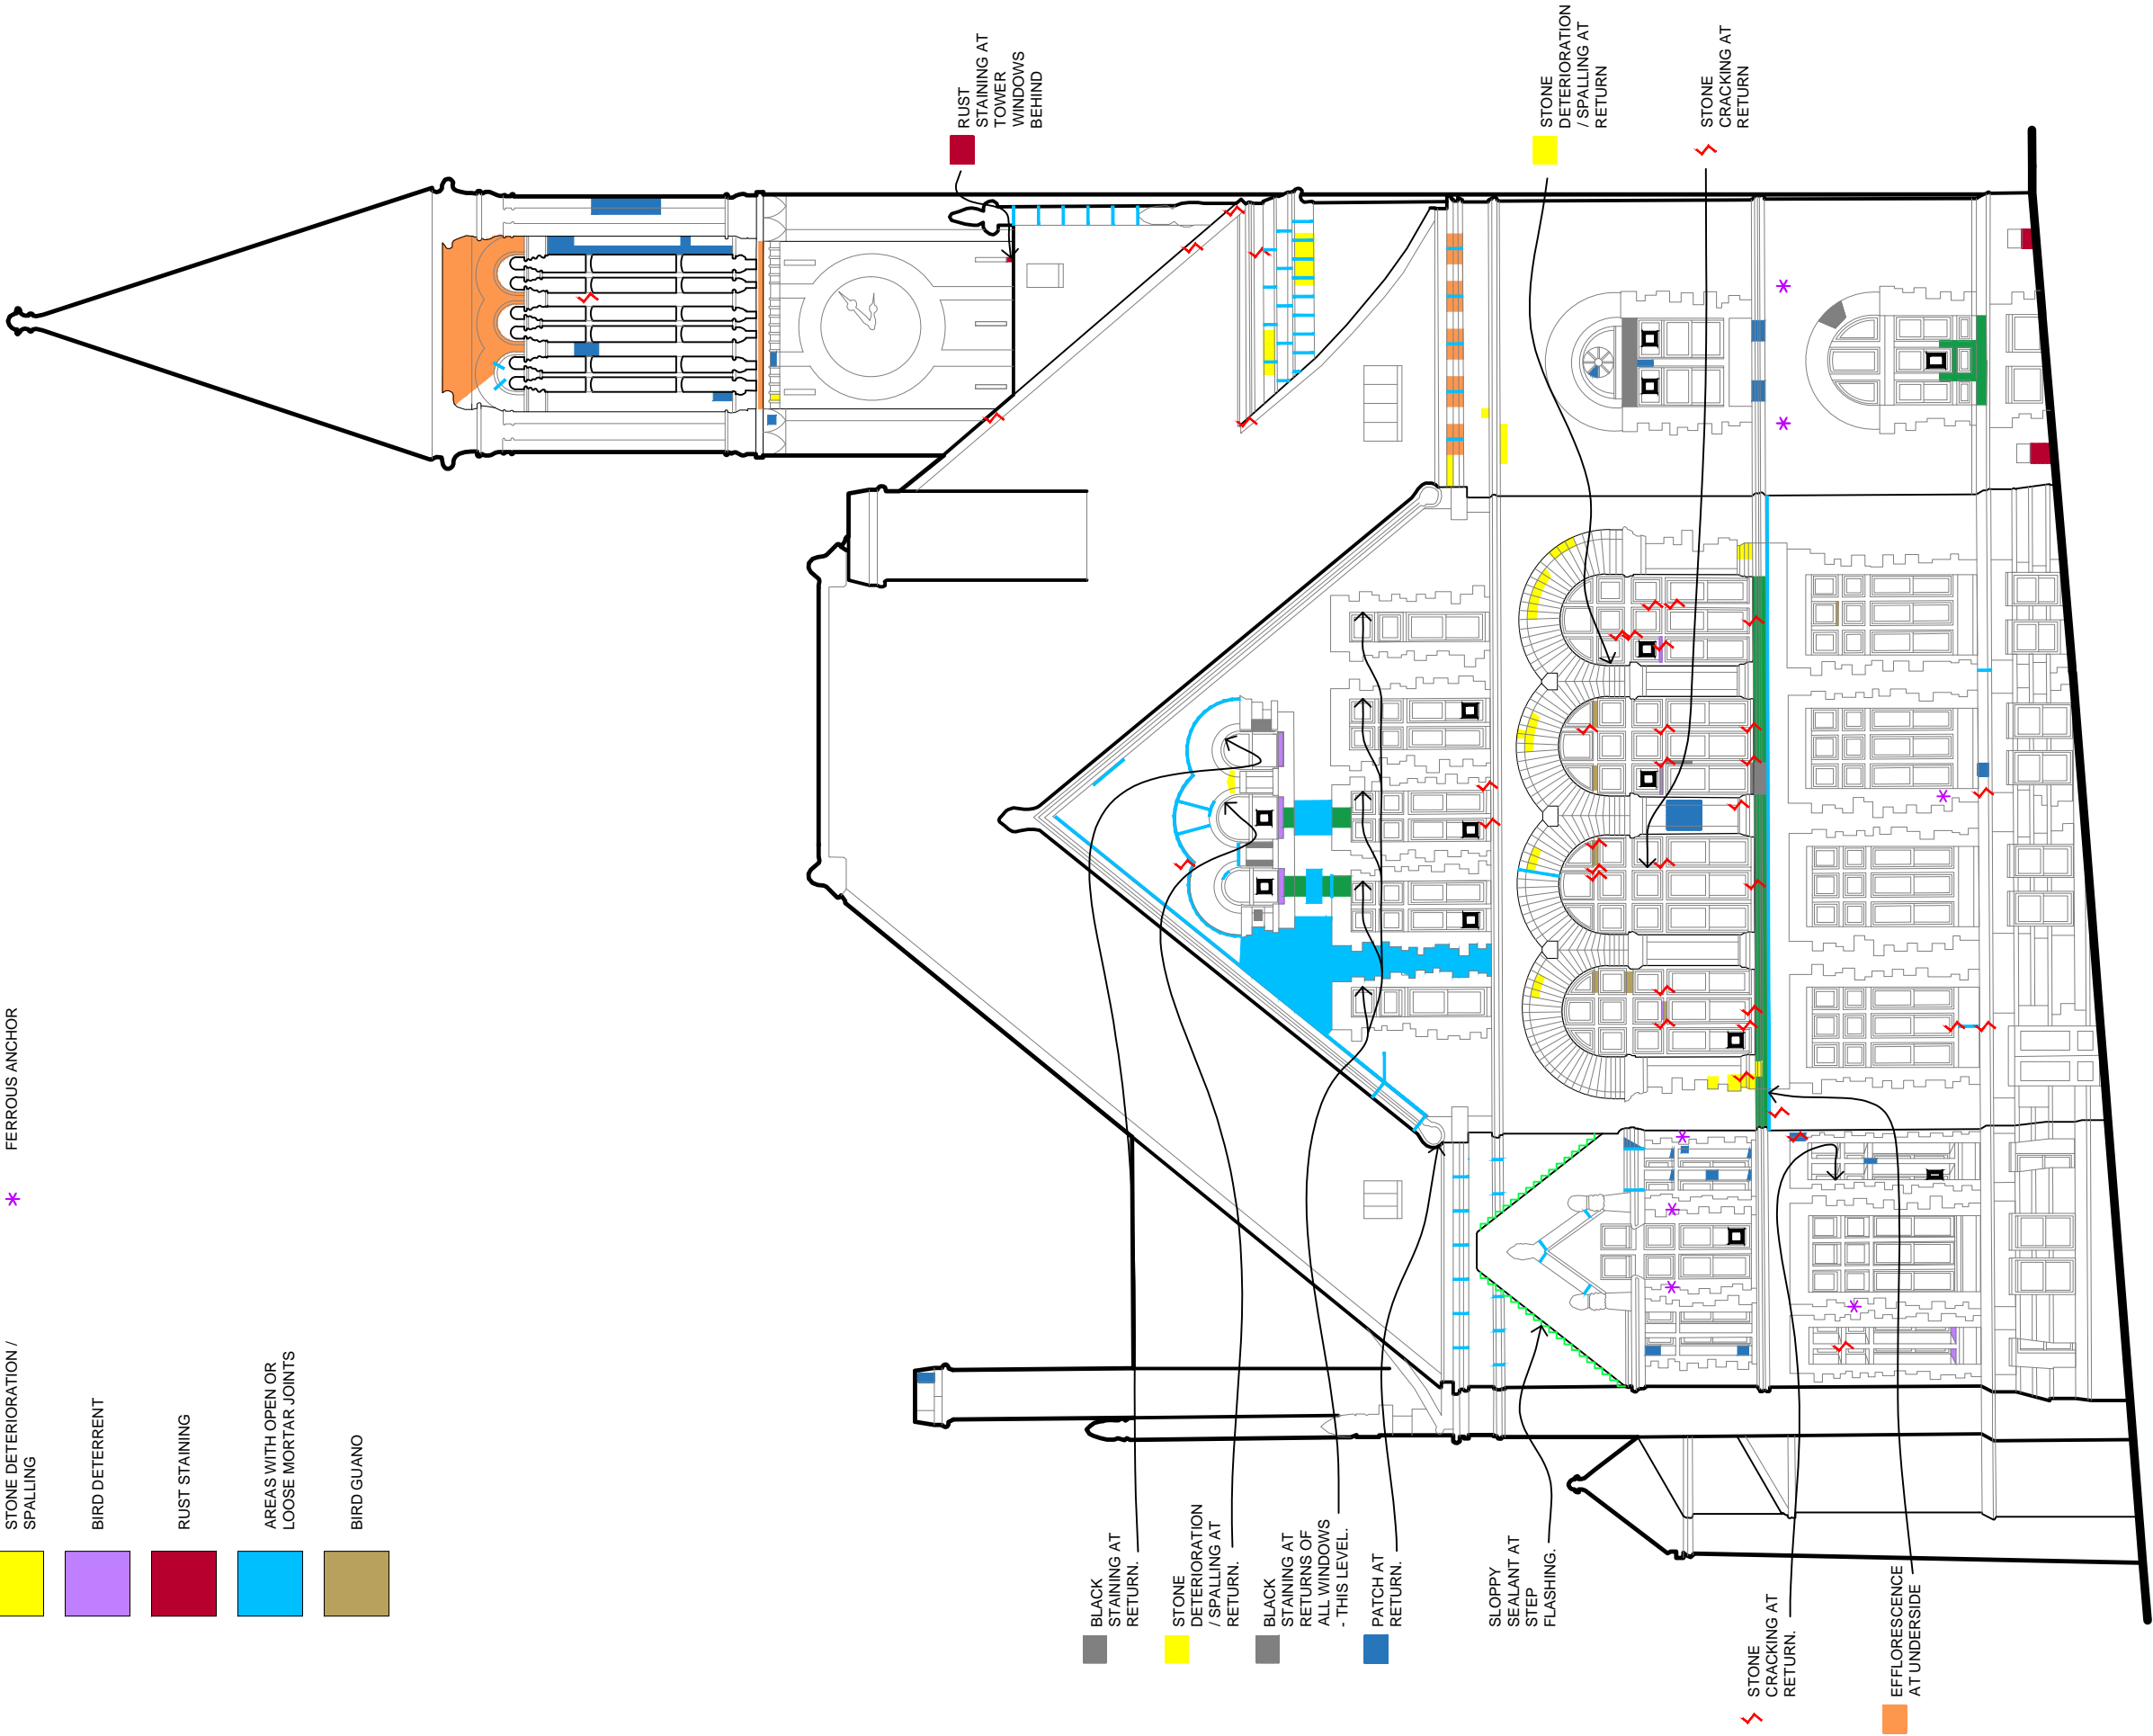 FERROUS ANCHOR
STONE DETERIORATION /
SPALLING
BIRD DETERRENT
RUST STAINING
AREAS WITH OPEN OR
LOOSE MORTAR JOINTS
BIRD GUANO
BLACK
STAINING AT
RETURN.
STONE
DETERIORATION
/ SPALLING AT
RETURN.
BLACK
STAINING AT
RETURNS OF
ALL WINDOWS
- THIS LEVEL.
PATCH AT
RETURN.
SLOPPY
SEALANT AT
STEP
FLASHING.
STONE
CRACKING AT
RETURN.
EFFLORESCENCE
AT UNDERSIDE
RUST
STAINING AT
TOWER
WINDOWS
BEHIND
STONE
DETERIORATION
/ SPALLING AT
RETURN
STONE
CRACKING AT
RETURN